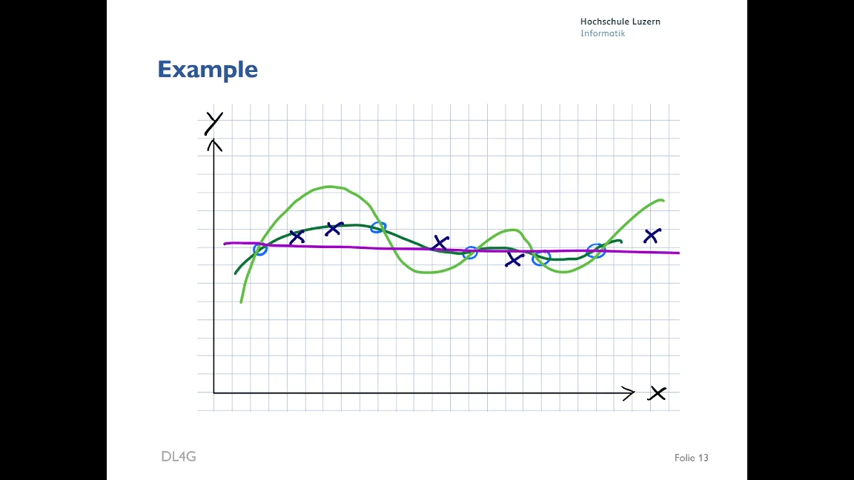 Hochschule Luzern
Informatik
Example
y
x
DL4G
Folie 13